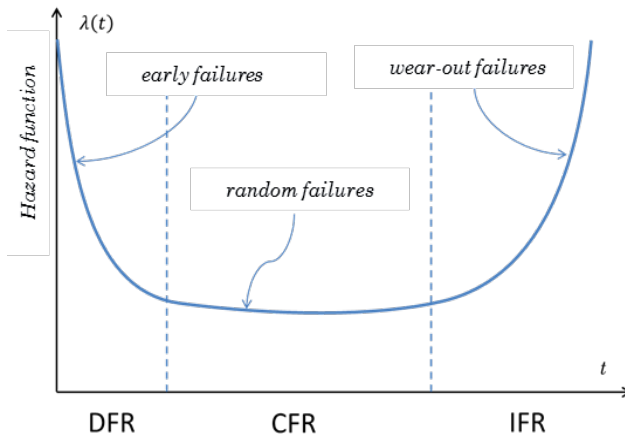 λ(t)
early failures
wear-out failures
Hazard function
random failures
t
DFR
CFR
IFR